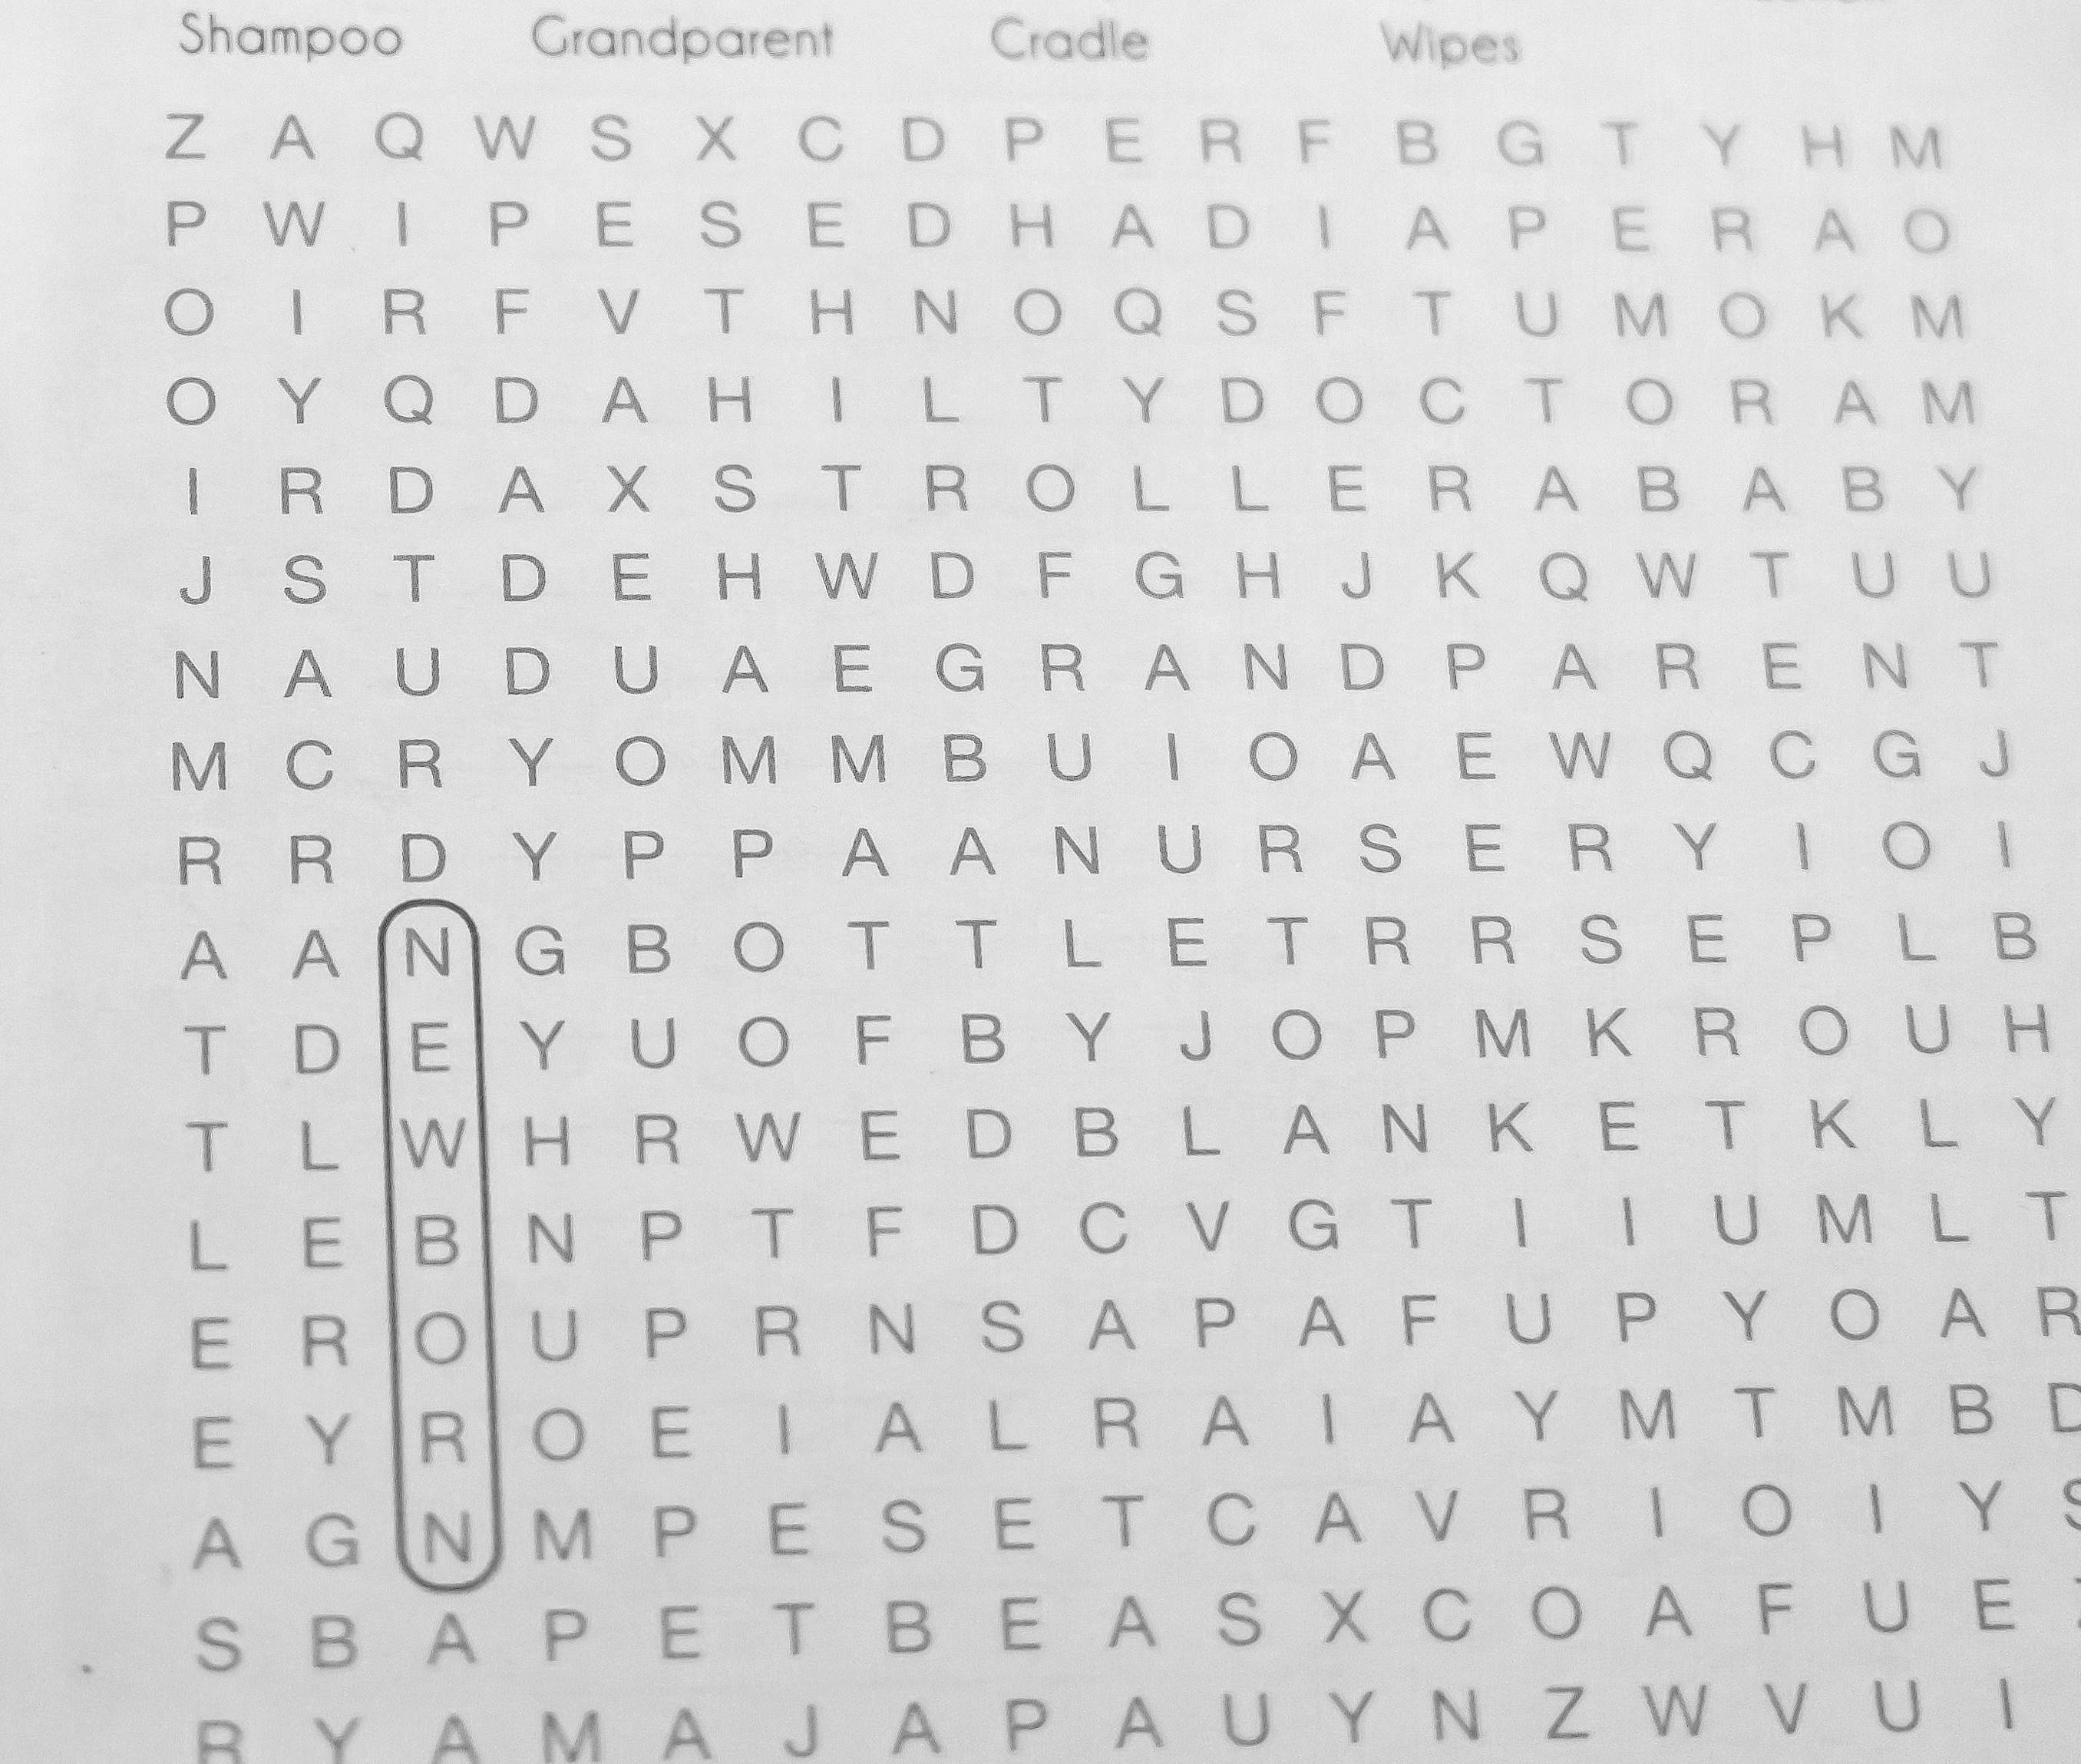 Shampoo Grandparent Cradle Wipes
Z A Q W S X C D P E R F B G T Y H M
P W I P E S E D H A D I A P E R A O
O I R F V T H N O Q S F T U M O K M
O Y Q D A H I L T Y D O C T O R A M
I R D A X S T R O L L E R A B A B Y
J S T D E H W D F G H J K Q W T U U
N A U D U A E G R A N D P A R E N T
M C R Y O M M B U I O A E W Q C G J
R R D Y P P A A N U R S E R Y I O I
A A N G B O T T L E T R R S E P L B
T D E Y U O F B Y J O P M K R O U H
T L W H R W E D B L A N K E T K L Y
L E B N P T F D C V G T I I U M L T
E R O U P R N S A P A F U P Y O A R
E Y R O E I A L R A I A Y M T M B D
A G N M P E S E T C A V R I O I Y S
S B A P E T B E A S X C O A F U E
R Y A M A J A P A U Y N Z W V U I